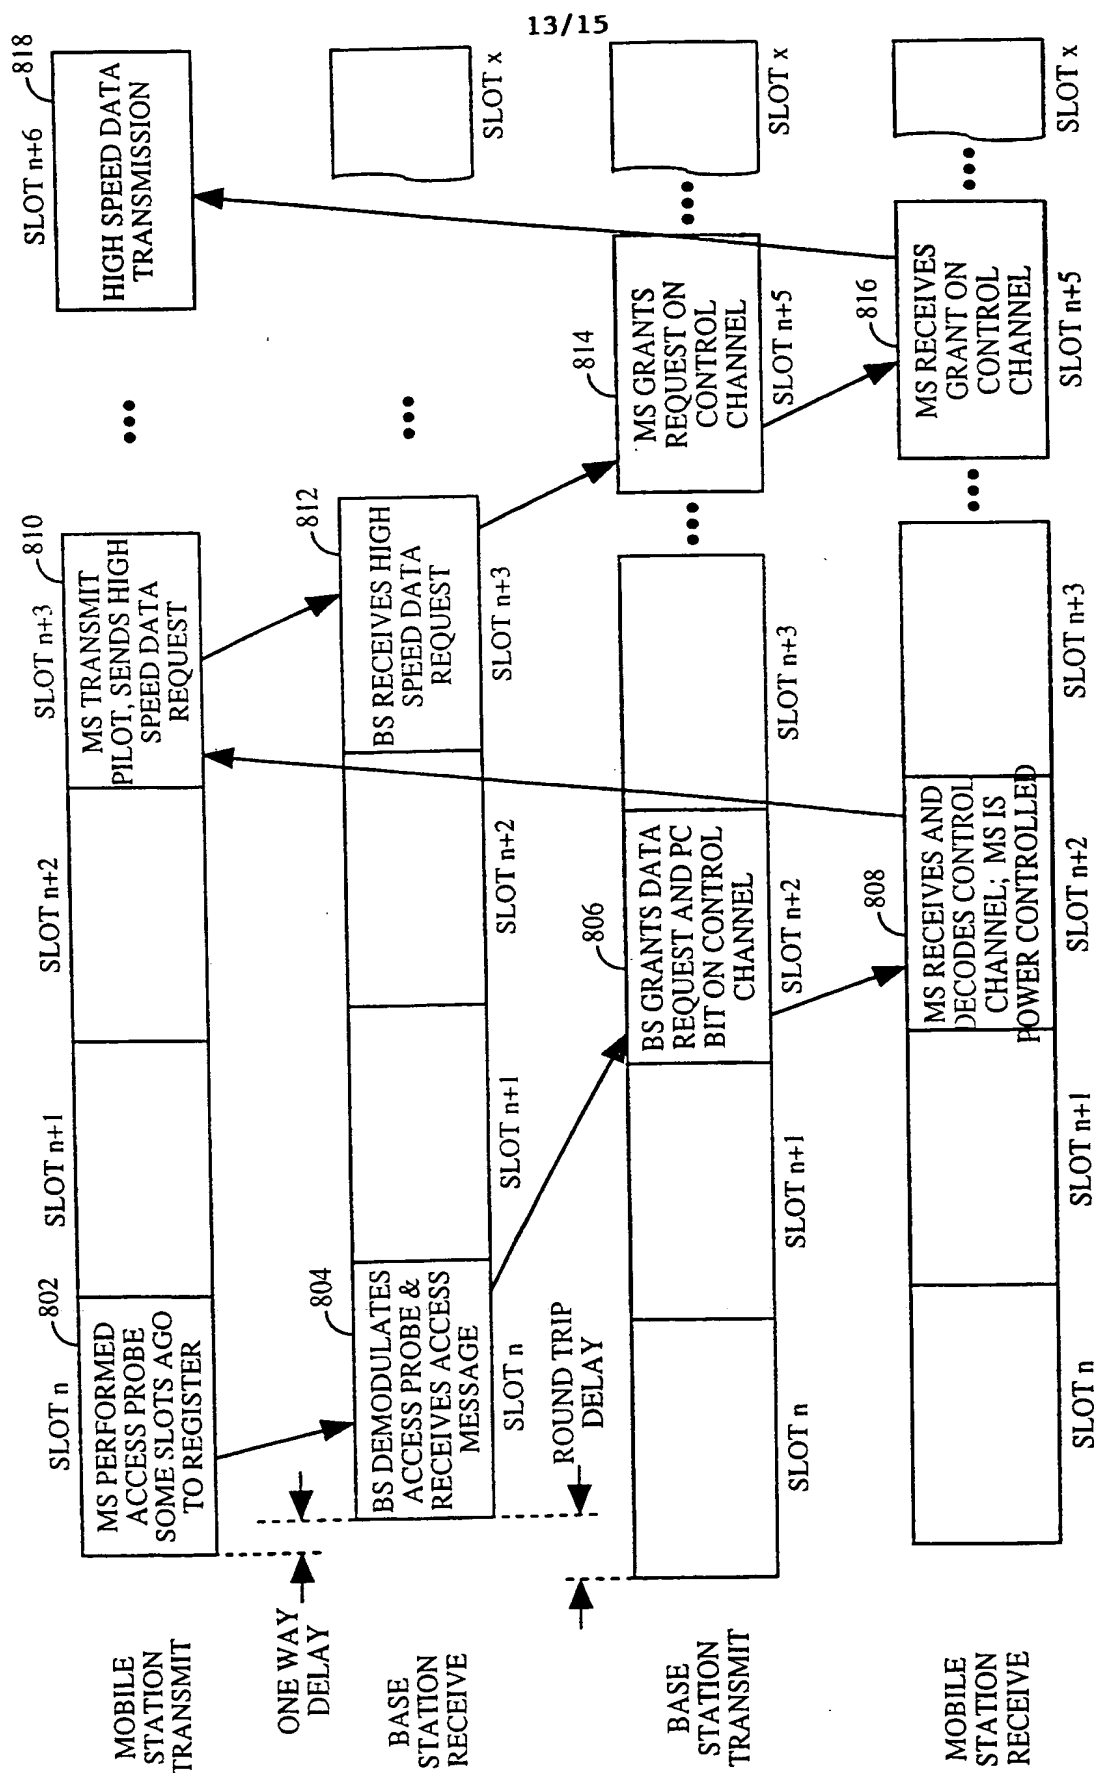 13/15
MOBILE
STATION
TRANSMIT
SLOT n
802
MS PERFORMED
ACCESS PROBE
SOME SLOTS AGO
TO REGISTER
SLOT n+1
SLOT n+2
SLOT n+3
810
MS TRANSMIT
PILOT, SENDS HIGH
SPEED DATA
REQUEST
•••
SLOT n+6
818
HIGH SPEED DATA
TRANSMISSION
ONE WAY
DELAY
BASE
STATION
RECEIVE
804
BS DEMODULATES
ACCESS PROBE &
RECEIVES ACCESS
MESSAGE
SLOT n
SLOT n+1
SLOT n+2
812
BS RECEIVES HIGH
SPEED DATA
REQUEST
SLOT n+3
•••
SLOT x
ROUND TRIP
DELAY
BASE
STATION
TRANSMIT
SLOT n
SLOT n+1
806
BS GRANTS DATA
REQUEST AND PC
BIT ON CONTROL
CHANNEL
SLOT n+2
SLOT n+3
•••
814
MS GRANTS
REQUEST ON
CONTROL
CHANNEL
SLOT n+5
•••
SLOT x
MOBILE
STATION
RECEIVE
SLOT n
SLOT n+1
808
MS RECEIVES AND
DECODES CONTROL
CHANNEL; MS IS
POWER CONTROLLED
SLOT n+2
SLOT n+3
•••
816
MS RECEIVES
GRANT ON
CONTROL
CHANNEL
SLOT n+5
•••
SLOT x